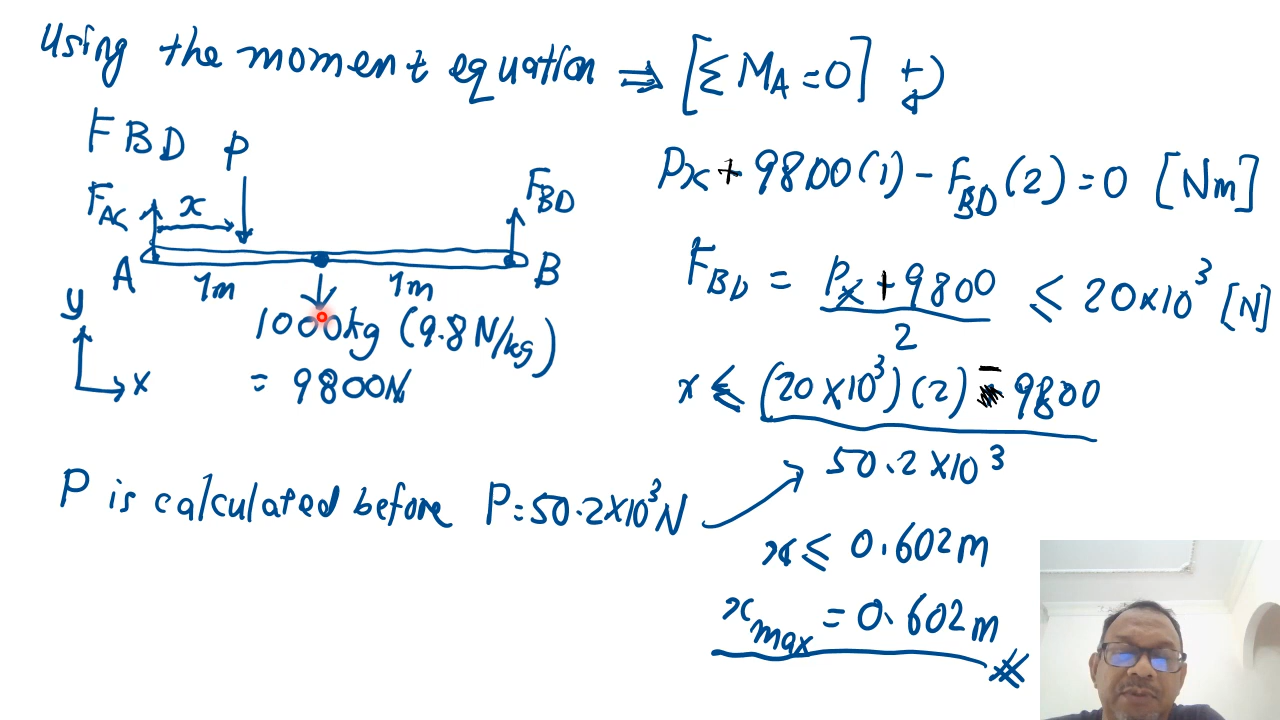 Using the moment equation ⇒ [Σ M_A = 0] +
FBD P
F_AC x F_BD
A 1m 1m B
y
x
1000kg (9.8N/kg)
= 9800N
Px + 9800(1) - F_BD(2) = 0 [Nm]
F_BD = Px + 9800 / 2 ≤ 20×10³ [N]
x ≤ (20×10³)(2) - 9800 / 50.2×10³
P is calculated before P = 50.2×10³N
x ≤ 0.602m
x_max = 0.602m